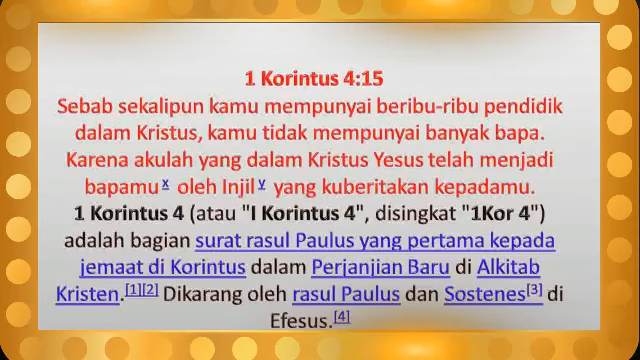 1 Korintus 4:15
Sebab sekalipun kamu mempunyai beribu-ribu pendidik
dalam Kristus, kamu tidak mempunyai banyak bapa.
Karena akulah yang dalam Kristus Yesus telah menjadi
bapamu x oleh Injil y yang kuberitakan kepadamu.
1 Korintus 4 (atau "I Korintus 4", disingkat "1Kor 4")
adalah bagian surat rasul Paulus yang pertama kepada
jemaat di Korintus dalam Perjanjian Baru di Alkitab
Kristen.[1][2] Dikarang oleh rasul Paulus dan Sostenes[3] di
Efesus.[4]